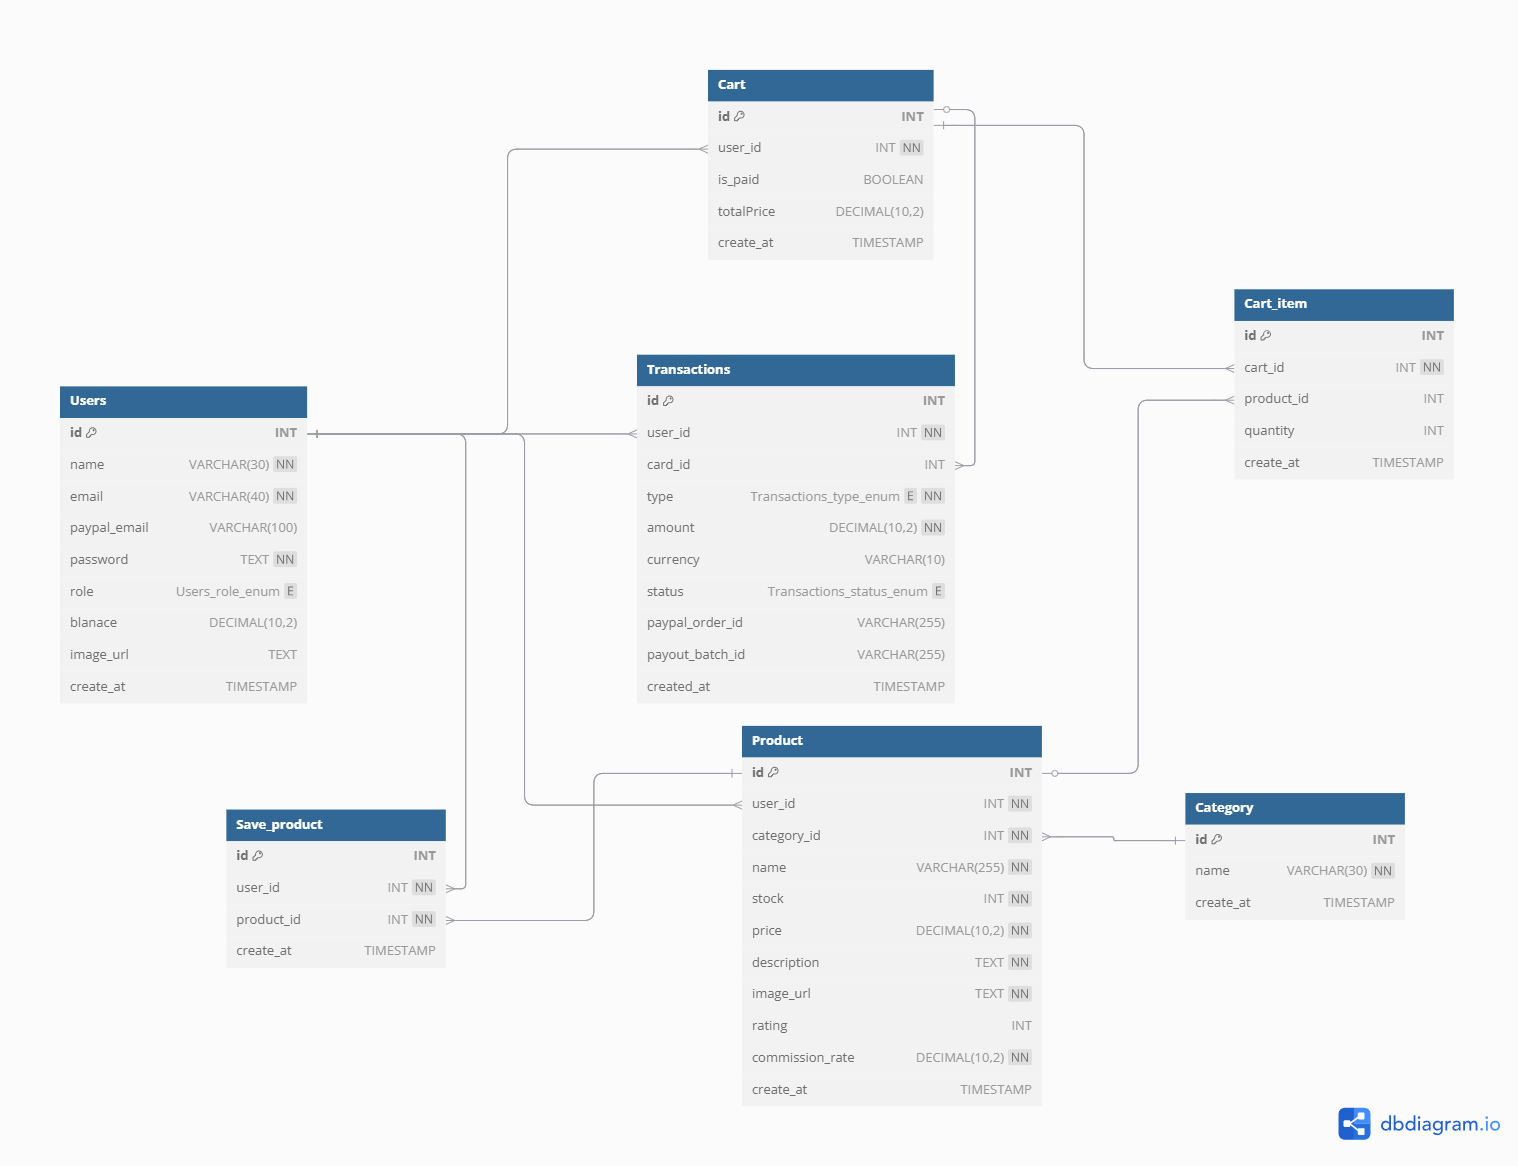 Cart
id INT
user_id INT NN
is_paid BOOLEAN
totalPrice DECIMAL(10,2)
create_at TIMESTAMP
Cart_item
id INT
cart_id INT NN
product_id INT
quantity INT
create_at TIMESTAMP
Transactions
id INT
user_id INT NN
card_id INT
type Transactions_type_enum E NN
amount DECIMAL(10,2) NN
currency VARCHAR(10)
status Transactions_status_enum E
paypal_order_id VARCHAR(255)
payout_batch_id VARCHAR(255)
created_at TIMESTAMP
Users
id INT
name VARCHAR(30) NN
email VARCHAR(40) NN
paypal_email VARCHAR(100)
password TEXT NN
role Users_role_enum E
blanace DECIMAL(10,2)
image_url TEXT
create_at TIMESTAMP
Product
id INT
user_id INT NN
category_id INT NN
name VARCHAR(255) NN
stock INT NN
price DECIMAL(10,2) NN
description TEXT NN
image_url TEXT NN
rating INT
commission_rate DECIMAL(10,2) NN
create_at TIMESTAMP
Category
id INT
name VARCHAR(30) NN
create_at TIMESTAMP
Save_product
id INT
user_id INT NN
product_id INT NN
create_at TIMESTAMP
dbdiagram.io